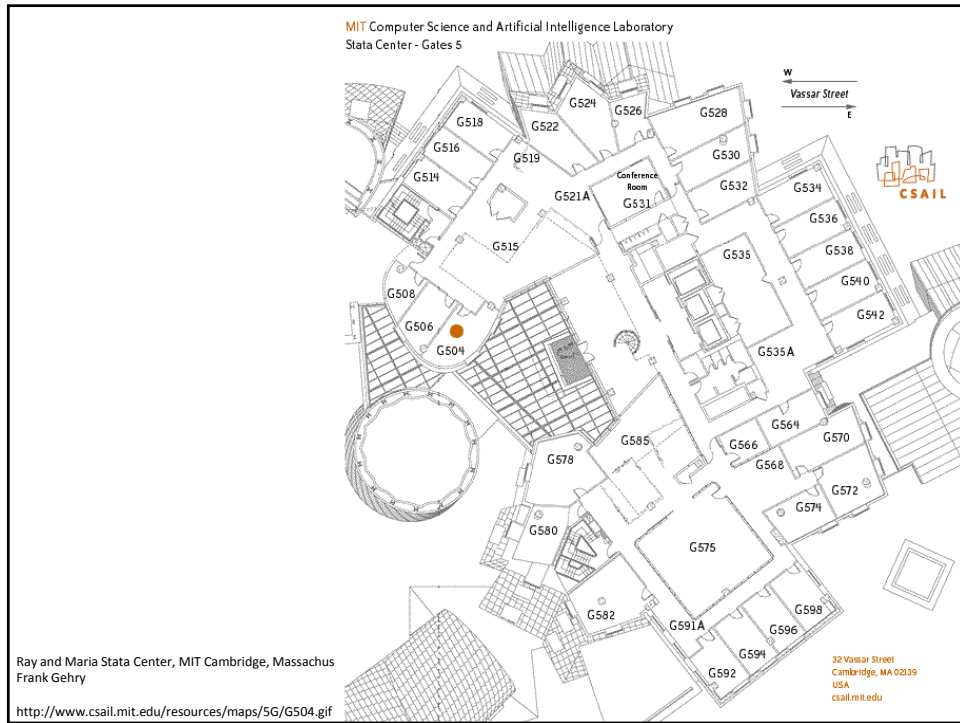 MIT Computer Science and Artificial Intelligence Laboratory
Stata Center - Gates 5
W
Vassar Street
E
CSAIL
G524
G526
G528
G518
G522
G516
G519
G530
G514
Conference
Room
G531
G532
G534
G521A
G536
G515
G535
G538
G508
G540
G506
G542
G504
G535A
G564
G585
G566
G570
G578
G568
G572
G574
G580
G575
G582
G598
G591A
G596
G594
G592
Ray and Maria Stata Center, MIT Cambridge, Massachus
Frank Gehry
http://www.csail.mit.edu/resources/maps/5G/G504.gif
32 Vassar Street
Cambridge, MA 02139
USA
csail.mit.edu